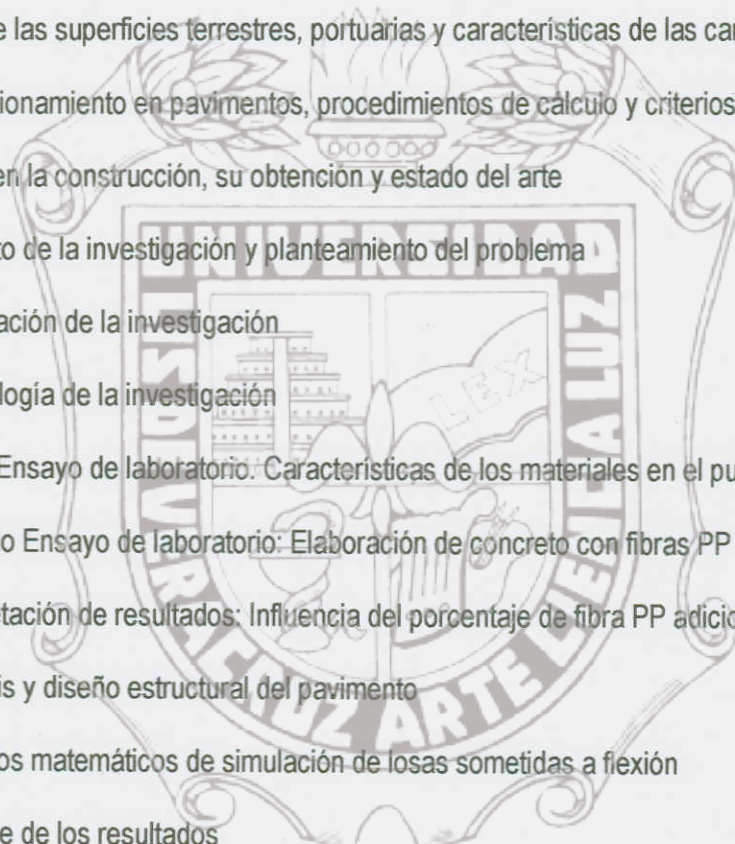 e las superficies terrestres, portuarias y características de las car
ionamiento en pavimentos, procedimientos de cálculo y criterios
en la construcción, su obtención y estado del arte
to de la investigación y planteamiento del problema
ación de la investigación
logía de la investigación
Ensayo de laboratorio. Características de los materiales en el pu
o Ensayo de laboratorio: Elaboración de concreto con fibras PP
tación de resultados: Influencia del porcentaje de fibra PP adicio
is y diseño estructural del pavimento
os matemáticos de simulación de losas sometidas a flexión
e de los resultados
UNIVERSIDAD
VERACRUZ ARTE CIENCIA LUZ
LIS DE
LEX